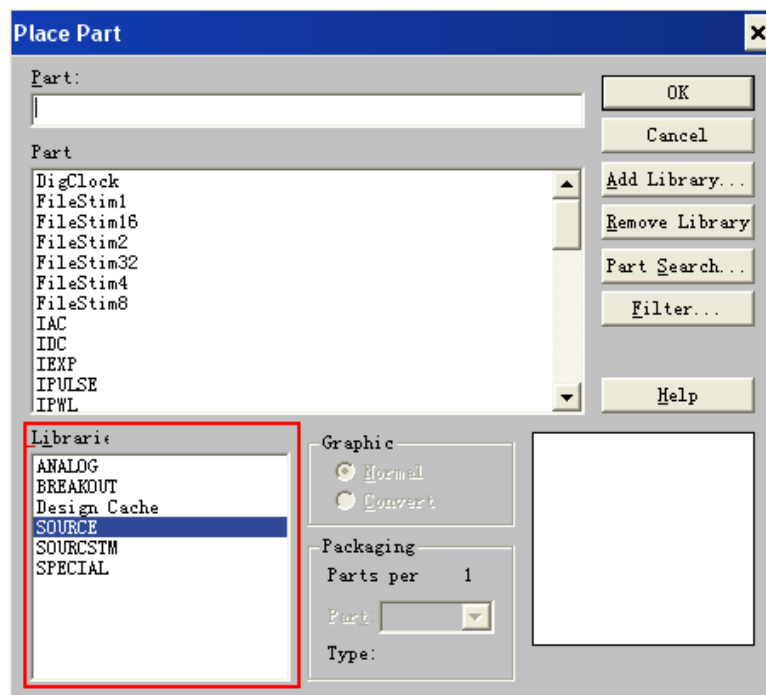 Place Part
Part:
OK
Cancel
Part
DigClock
FileStim1
FileStim16
FileStim2
FileStim32
FileStim4
FileStim8
IAC
IDC
IEXP
IPULSE
IPWL
Add Library...
Remove Library
Part Search...
Filter...
Help
Librarie
ANALOG
BREAKOUT
Design Cache
SOURCE
SOURCSTM
SPECIAL
Graphic
Normal
Convert
Packaging
Parts per 1
Part:
Type: